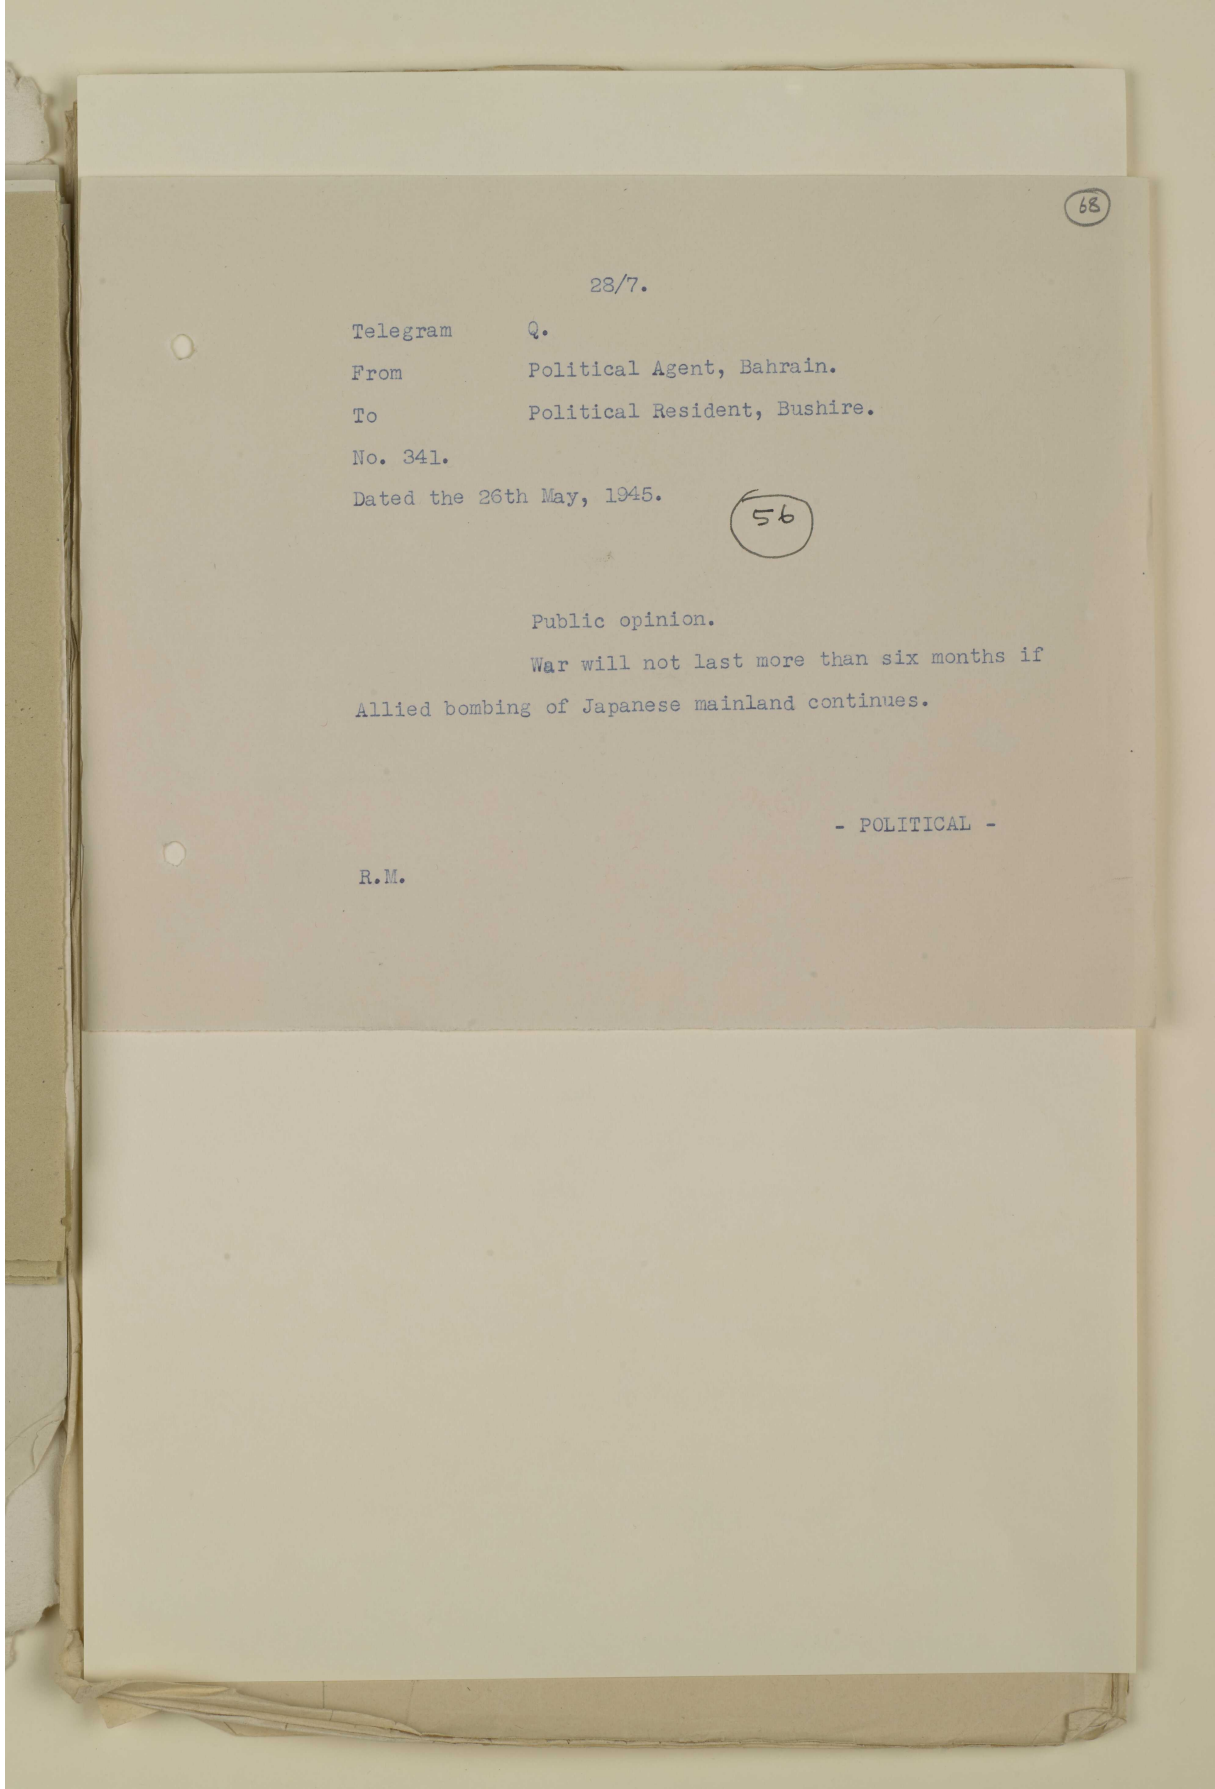 68
28/7.
Telegram Q.
From Political Agent, Bahrain.
To Political Resident, Bushire.
No. 341.
Dated the 26th May, 1945.
56
Public opinion.
War will not last more than six months if
Allied bombing of Japanese mainland continues.
- POLITICAL -
R.M.